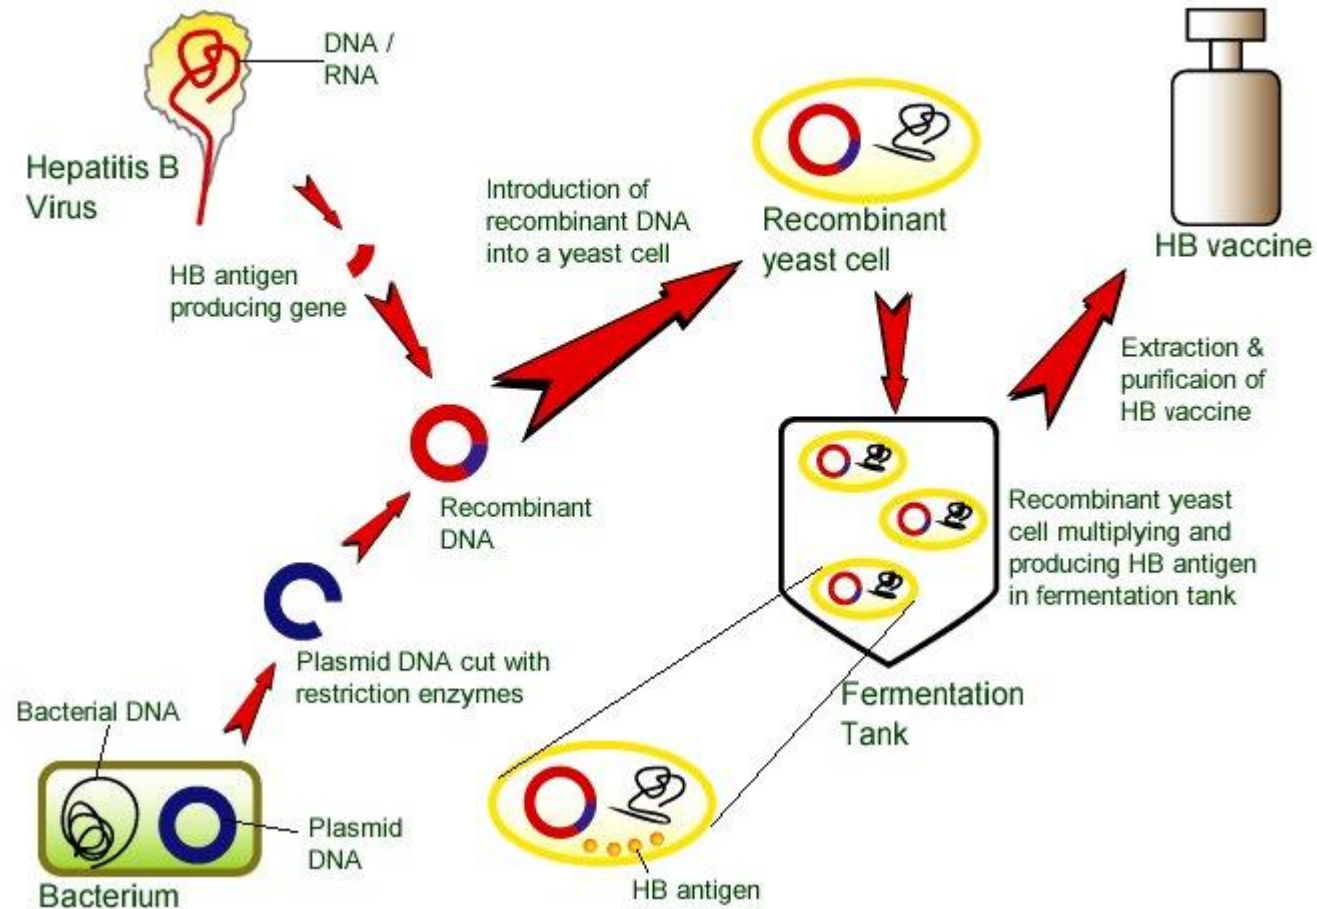 DNA /
RNA
Hepatitis B
Virus
HB antigen
producing gene
Introduction of
recombinant DNA
into a yeast cell
Recombinant
yeast cell
HB vaccine
Extraction &
purificaion of
HB vaccine
Recombinant
DNA
Recombinant yeast
cell multiplying and
producing HB antigen
in fermentation tank
Plasmid DNA cut with
restriction enzymes
Fermentation
Tank
Bacterial DNA
Plasmid
DNA
Bacterium
HB antigen